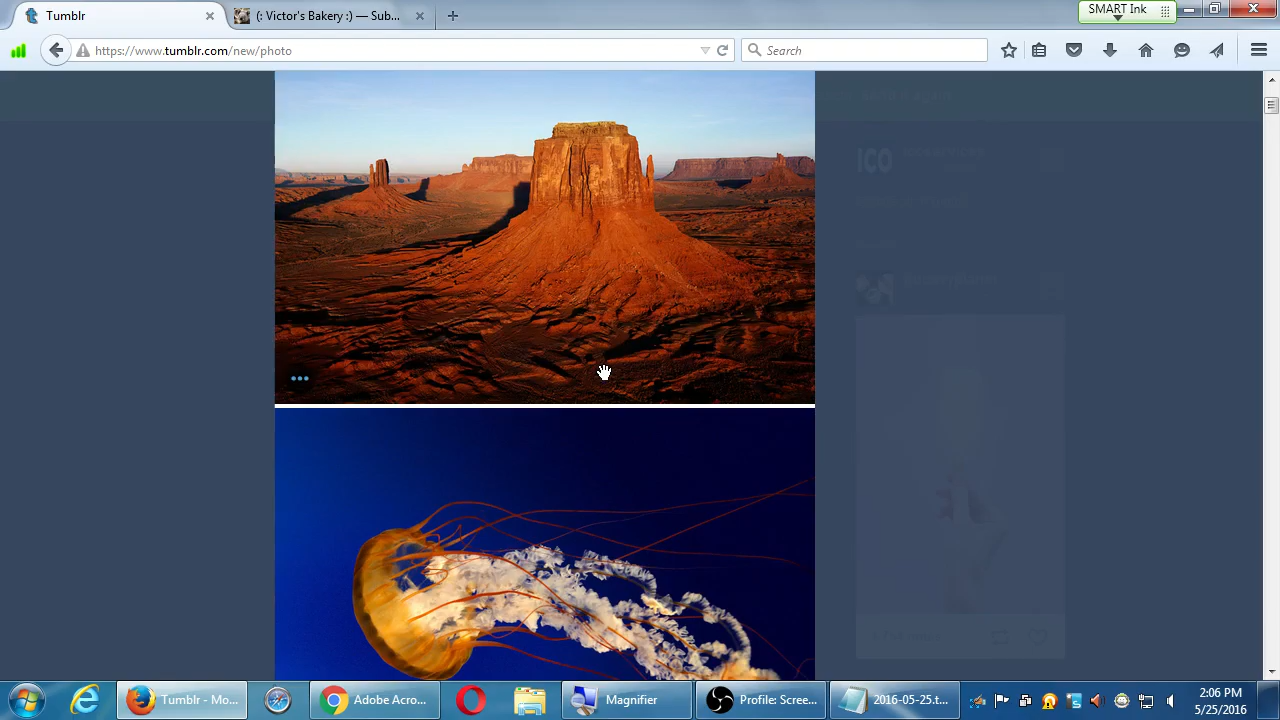 Tumblr
(: Victor's Bakery :) — Sub...
SMART Ink
https://www.tumblr.com/new/photo
Search
ICO
Tumblr - Mo...
Adobe Acro...
Magnifier
Profile: Scree...
2016-05-25.t...
2:06 PM
5/25/2016